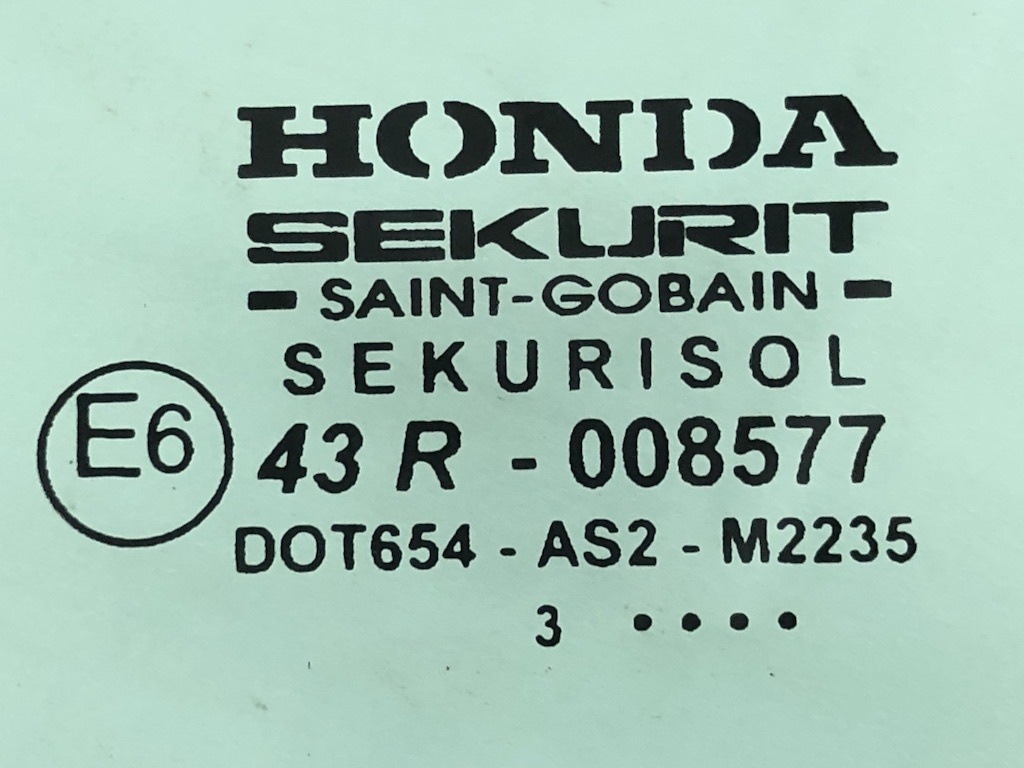 HONDA
SEKURIT
- SAINT-GOBAIN -
SEKURISOL
E6
43 R - 008577
DOT654 - AS2 - M2235
3 ••••